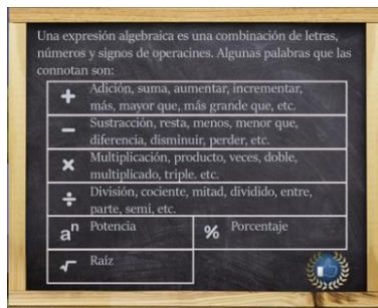 Una expresión algebraica es una combinación de letras,
números y signos de operacines. Algunas palabras que las
connotan son:
+ Adición, suma, aumentar, incrementar,
más, mayor que, más grande que, etc.
− Sustracción, resta, menos, menor que,
diferencia, disminuir, perder, etc.
× Multiplicación, producto, veces, doble,
multiplicado, triple. etc.
÷ División, cociente, mitad, dividido, entre,
parte, semi, etc.
aⁿ Potencia % Porcentaje
√ Raíz